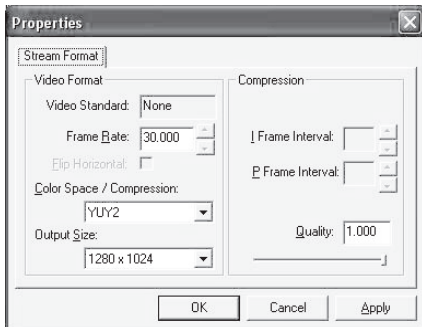 Properties
Stream Format
Video Format
Video Standard: None
Frame Rate: 30.000
Flip Horizontal:
Color Space / Compression:
YUY2
Output Size:
1280 x 1024
Compression
I Frame Interval:
P Frame Interval:
Quality: 1.000
OK Cancel Apply